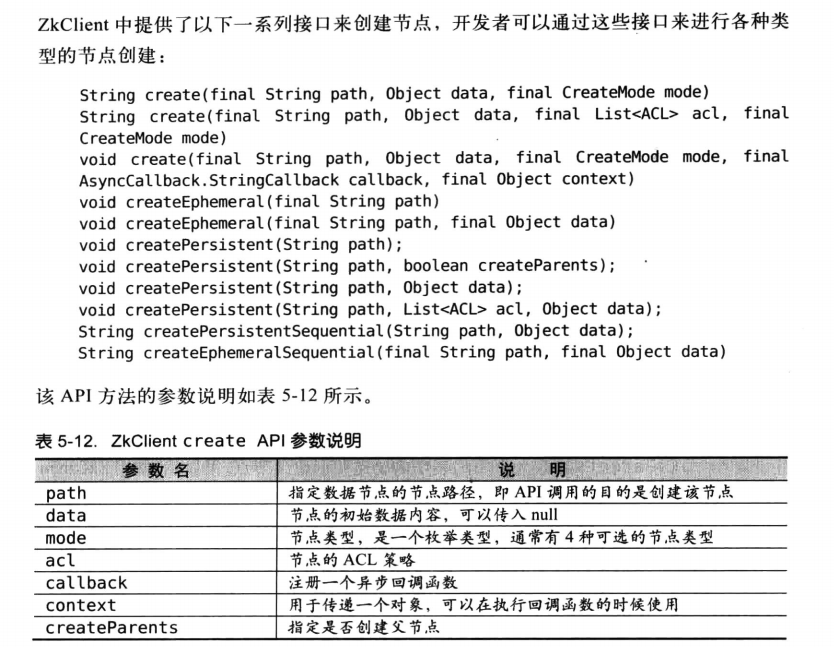 ZkClient 中提供了以下一系列接口来创建节点，开发者可以通过这些接口来进行各种类
型的节点创建：
String create(final String path, Object data, final CreateMode mode)
String create(final String path, Object data, final List<ACL> acl, final
CreateMode mode)
void create(final String path, Object data, final CreateMode mode, final
AsyncCallback.StringCallback callback, final Object context)
void createEphemeral(final String path)
void createEphemeral(final String path, final Object data)
void createPersistent(String path);
void createPersistent(String path, boolean createParents);
void createPersistent(String path, Object data);
void createPersistent(String path, List<ACL> acl, Object data);
String createPersistentSequential(String path, Object data);
String createEphemeralSequential(final String path, final Object data)
该 API 方法的参数说明如表 5-12 所示。
表 5-12. ZkClient create API 参数说明
参数名 说 明
path 指定数据节点的节点路径，即 API 调用的目的是创建该节点
data 节点的初始数据内容，可以传入 null
mode 节点类型，是一个枚举类型，通常有 4 种可选的节点类型
acl 节点的 ACL 策略
callback 注册一个异步回调函数
context 用于传递一个对象，可以在执行回调函数的时候使用
createParents 指定是否创建父节点